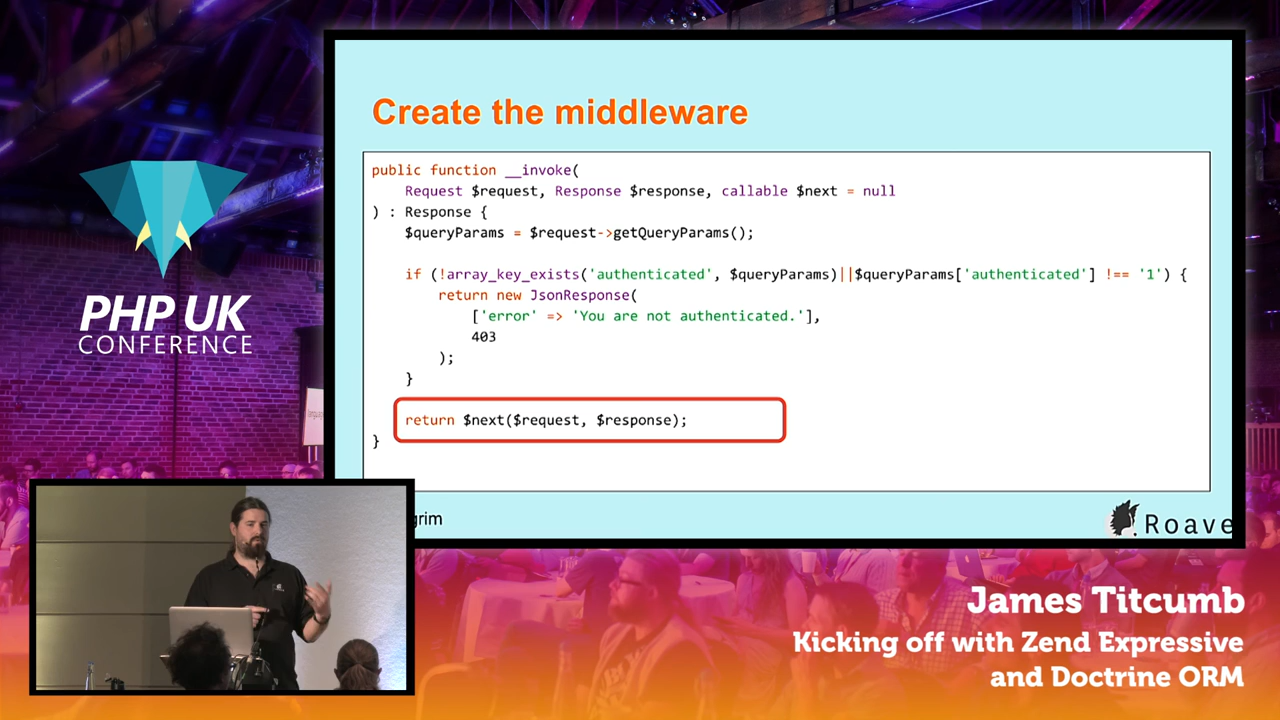 Create the middleware
public function __invoke(
Request $request, Response $response, callable $next = null
) : Response {
$queryParams = $request->getQueryParams();
if (!array_key_exists('authenticated', $queryParams)||$queryParams['authenticated'] !== '1') {
return new JsonResponse(
['error' => 'You are not authenticated.'],
403
);
}
return $next($request, $response);
}
grim
Roave
PHP UK
CONFERENCE
James Titcumb
Kicking off with Zend Expressive
and Doctrine ORM